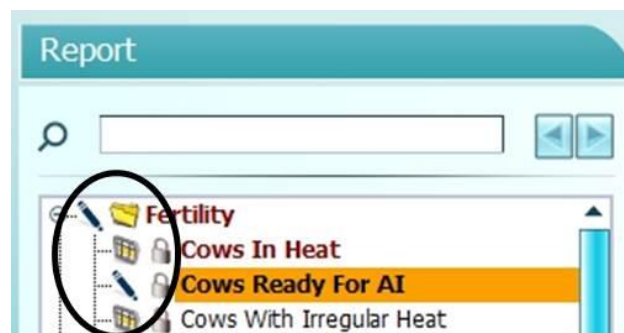 Report
Fertility
Cows In Heat
Cows Ready For AI
Cows With Irregular Heat